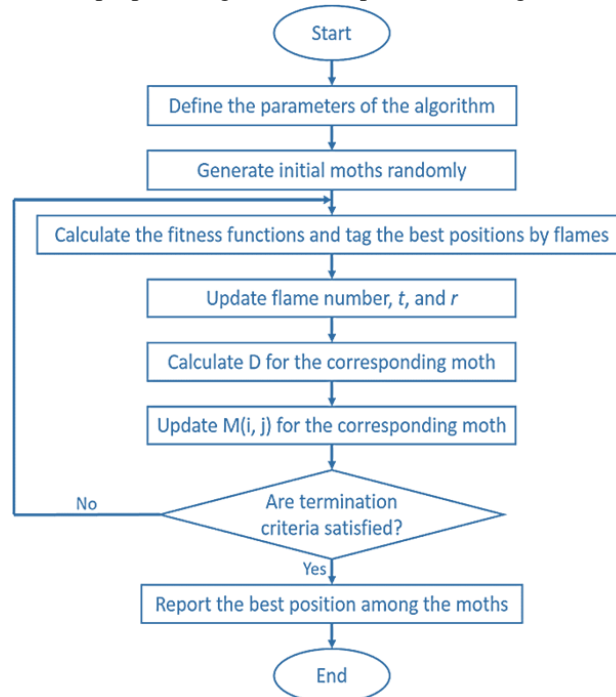 Start
Define the parameters of the algorithm
Generate initial moths randomly
Calculate the fitness functions and tag the best positions by flames
Update flame number, t, and r
Calculate D for the corresponding moth
Update M(i, j) for the corresponding moth
Are termination
criteria satisfied?
No
Yes
Report the best position among the moths
End